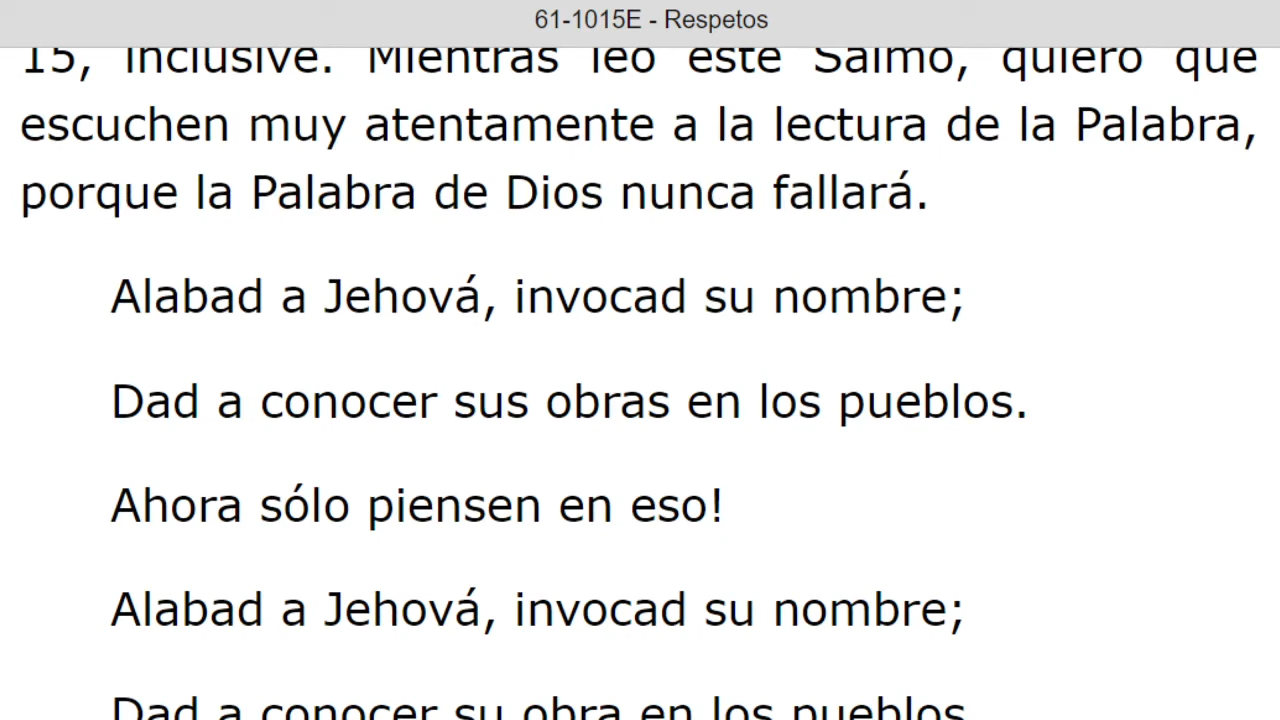 61-1015E - Respetos
15, inclusive. Mientras leo este Salmo, quiero que
escuchen muy atentamente a la lectura de la Palabra,
porque la Palabra de Dios nunca fallará.
Alabad a Jehová, invocad su nombre;
Dad a conocer sus obras en los pueblos.
Ahora sólo piensen en eso!
Alabad a Jehová, invocad su nombre;
Dad a conocer su obra en los pueblos